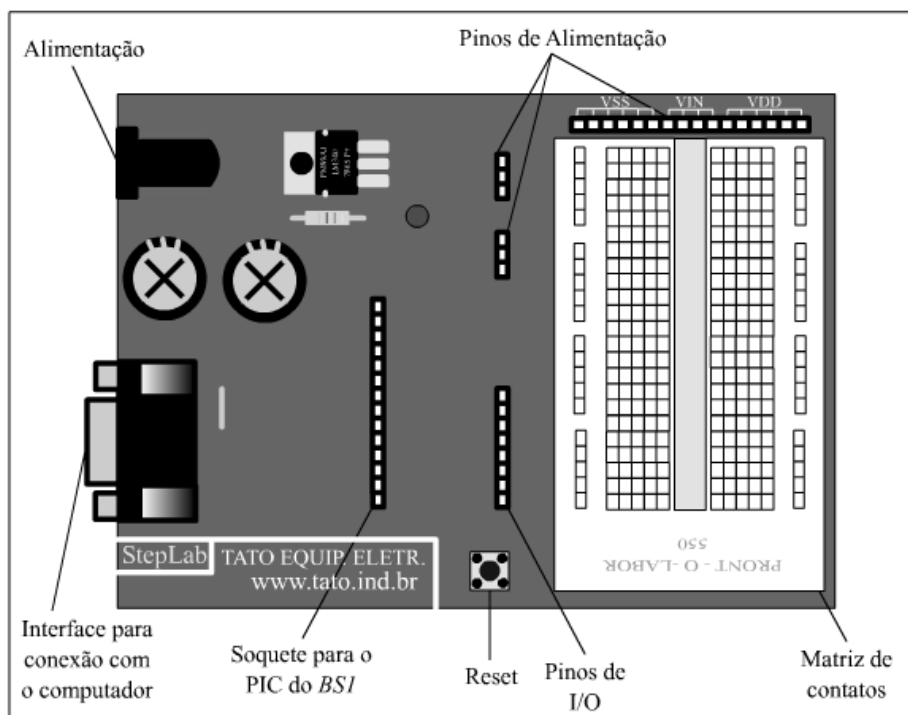 Alimentação
Pinos de Alimentação
VSS VIN VDD
StepLab
TATO EQUIP. ELETR.
www.tato.ind.br
PRONT - O -LABOR
550
Interface para
conexão com
o computador
Soquete para o
PIC do BS1
Reset
Pinos de
I/O
Matriz de
contatos